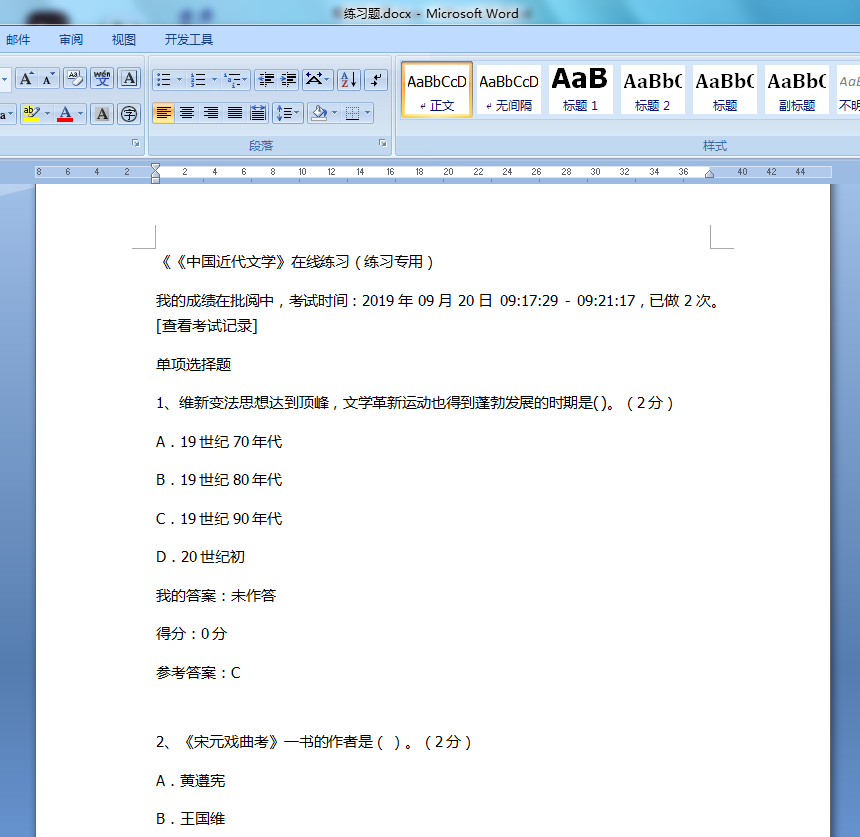 练习题.docx - Microsoft Word
邮件 审阅 视图 开发工具
段落 样式
AaBbCcD AaBbCcD AaB AaBb( AaBb( AaBb(
正文 无间隔 标题 1 标题 2 标题 副标题 不明
8 6 4 2 2 4 6 8 10 12 14 16 18 20 22 24 26 28 30 32 34 36 40 42 44
《《中国近代文学》在线练习（练习专用）
我的成绩在批阅中，考试时间：2019 年 09 月 20 日 09:17:29 - 09:21:17，已做 2 次。
[查看考试记录]
单项选择题
1、维新变法思想达到顶峰，文学革新运动也得到蓬勃发展的时期是( )。（2 分）
A．19 世纪 70 年代
B．19 世纪 80 年代
C．19 世纪 90 年代
D．20 世纪初
我的答案：未作答
得分：0 分
参考答案：C
2、《宋元戏曲考》一书的作者是（ ）。（2 分）
A．黄遵宪
B．王国维